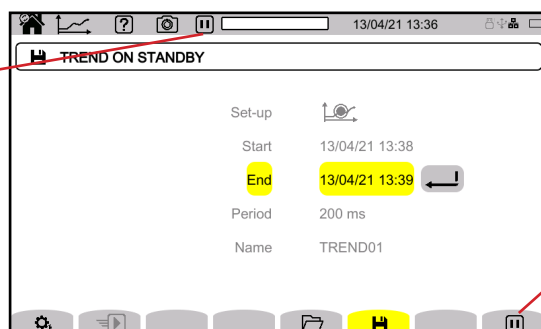 13/04/21 13:36
TREND ON STANDBY
Set-up
Start 13/04/21 13:38
End 13/04/21 13:39
Period 200 ms
Name TREND01